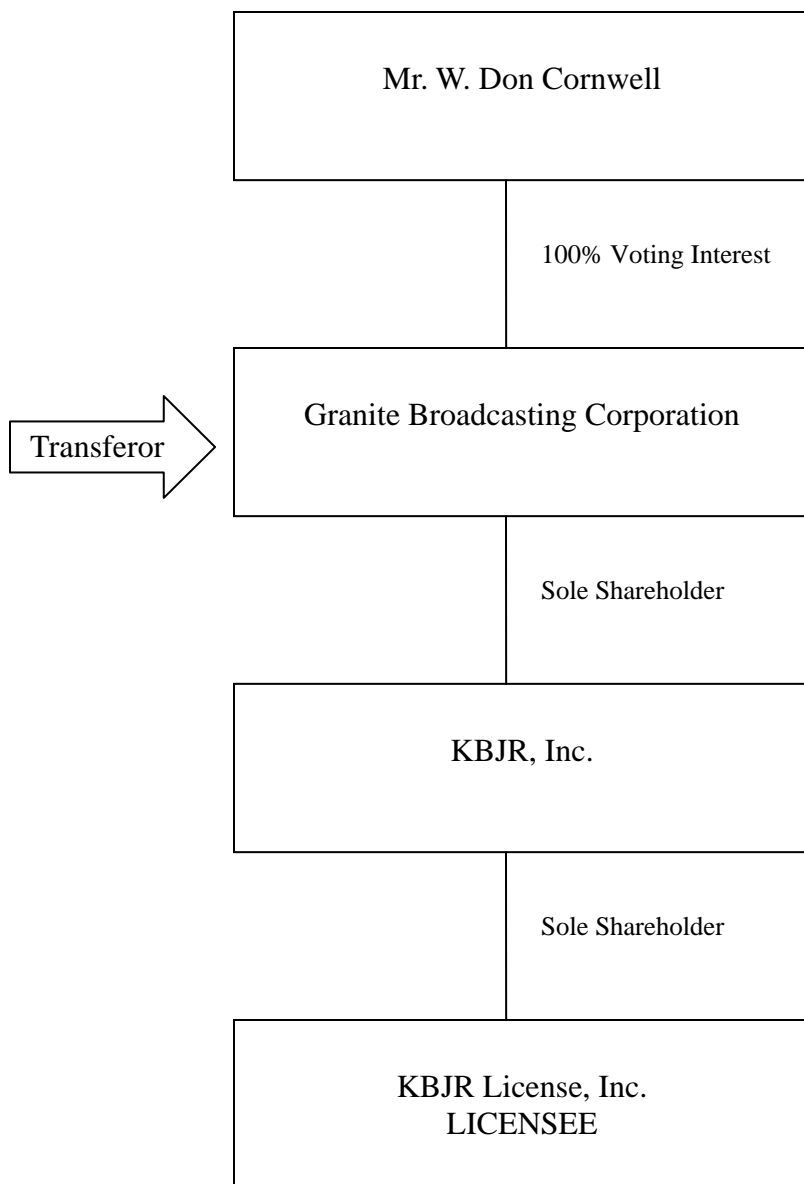 Mr. W. Don Cornwell
100% Voting Interest
Granite Broadcasting Corporation
Transferor
Sole Shareholder
KBJR, Inc.
Sole Shareholder
KBJR License, Inc.
LICENSEE